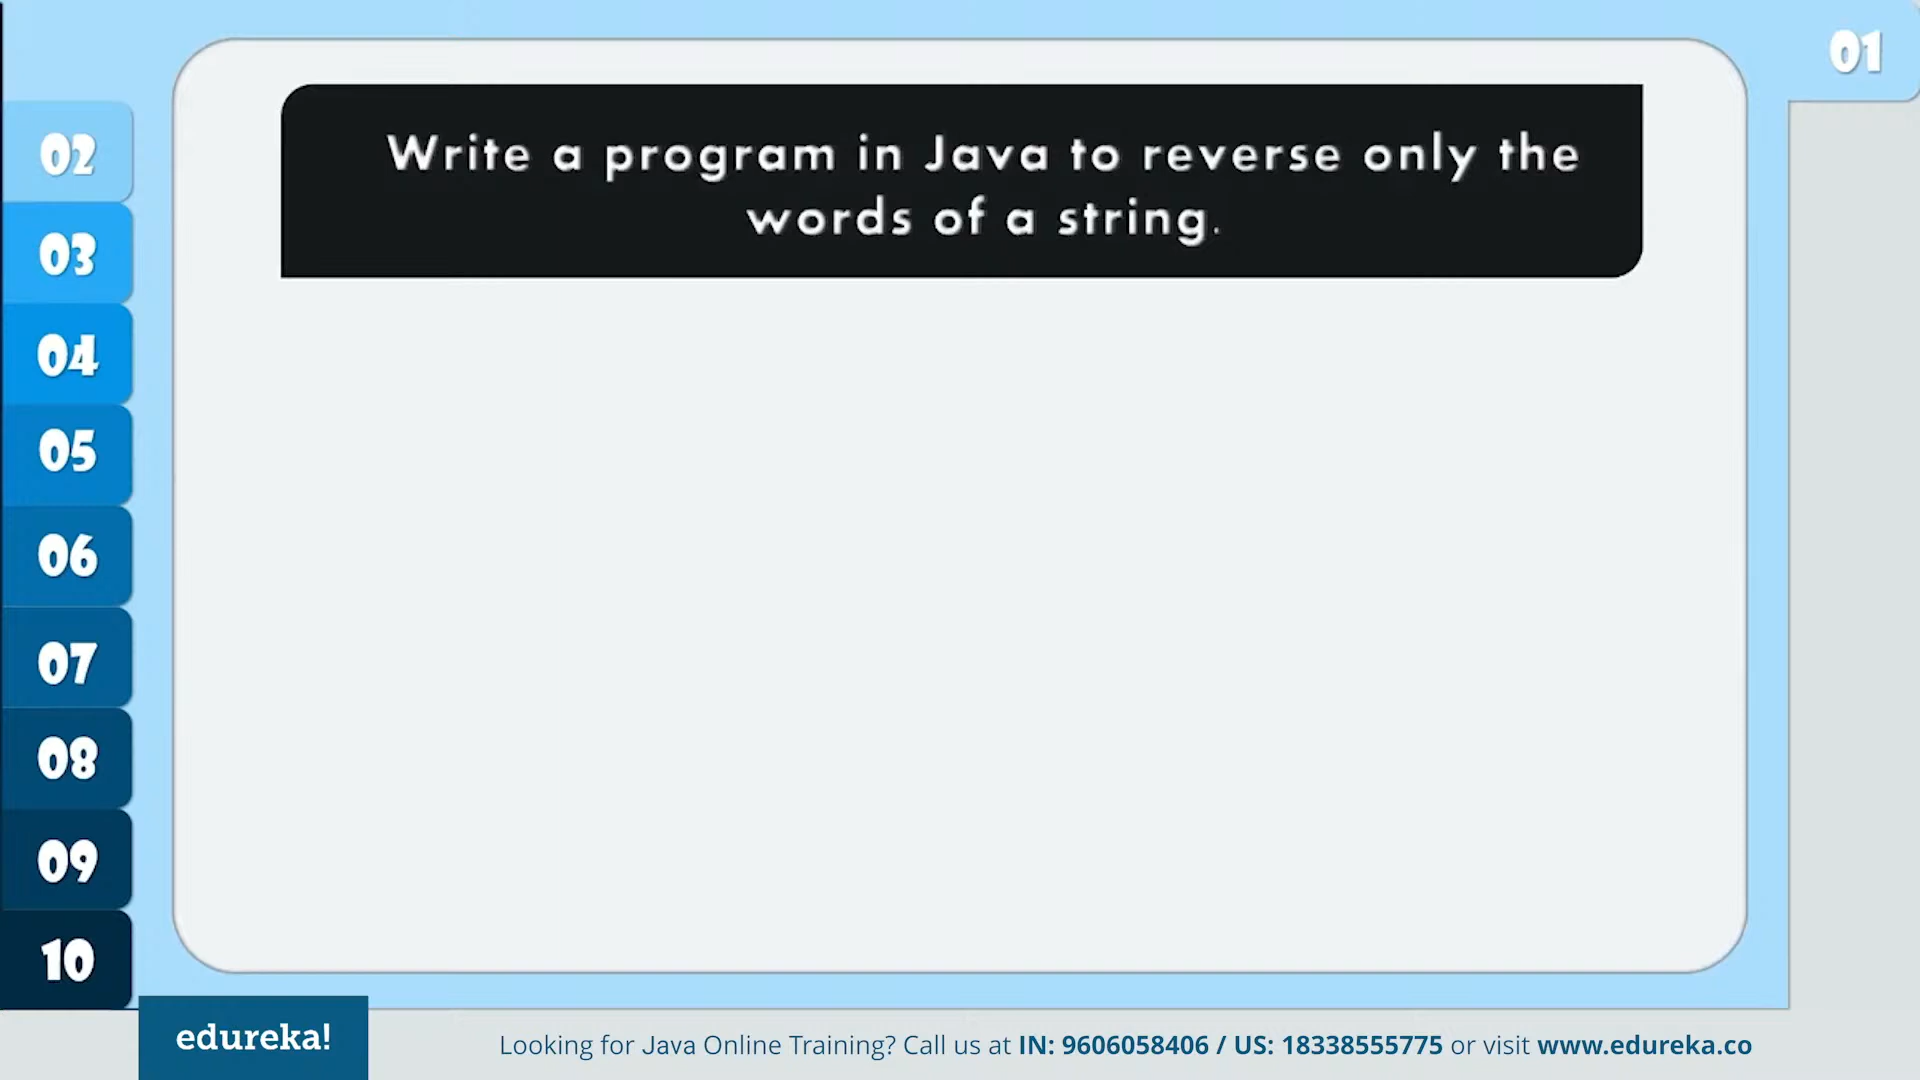 01
Write a program in Java to reverse only the
words of a string.
02
03
04
05
06
07
08
09
10
edureka!
Looking for Java Online Training? Call us at IN: 9606058406 / US: 18338555775 or visit www.edureka.co